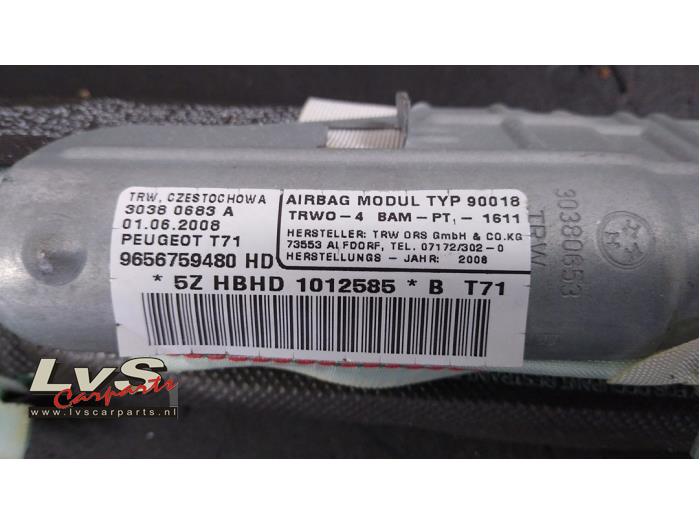 TRW, CZESTOCHOWA
3038 0683 A
01.06.2008
PEUGEOT T71
9656759480 HD
AIRBAG MODUL TYP 90018
TRWO-4 BAM-PT, - 1611
HERSTELLER: TRW ORS GmbH & CO.KG
73553 ALFDORF, TEL. 07172/302-0
HERSTELLUNGS - JAHR: 2008
* 5Z HBHD 1012585 * B T71
TRW
30380653
LvS
Carparts
www.lvscarparts.nl